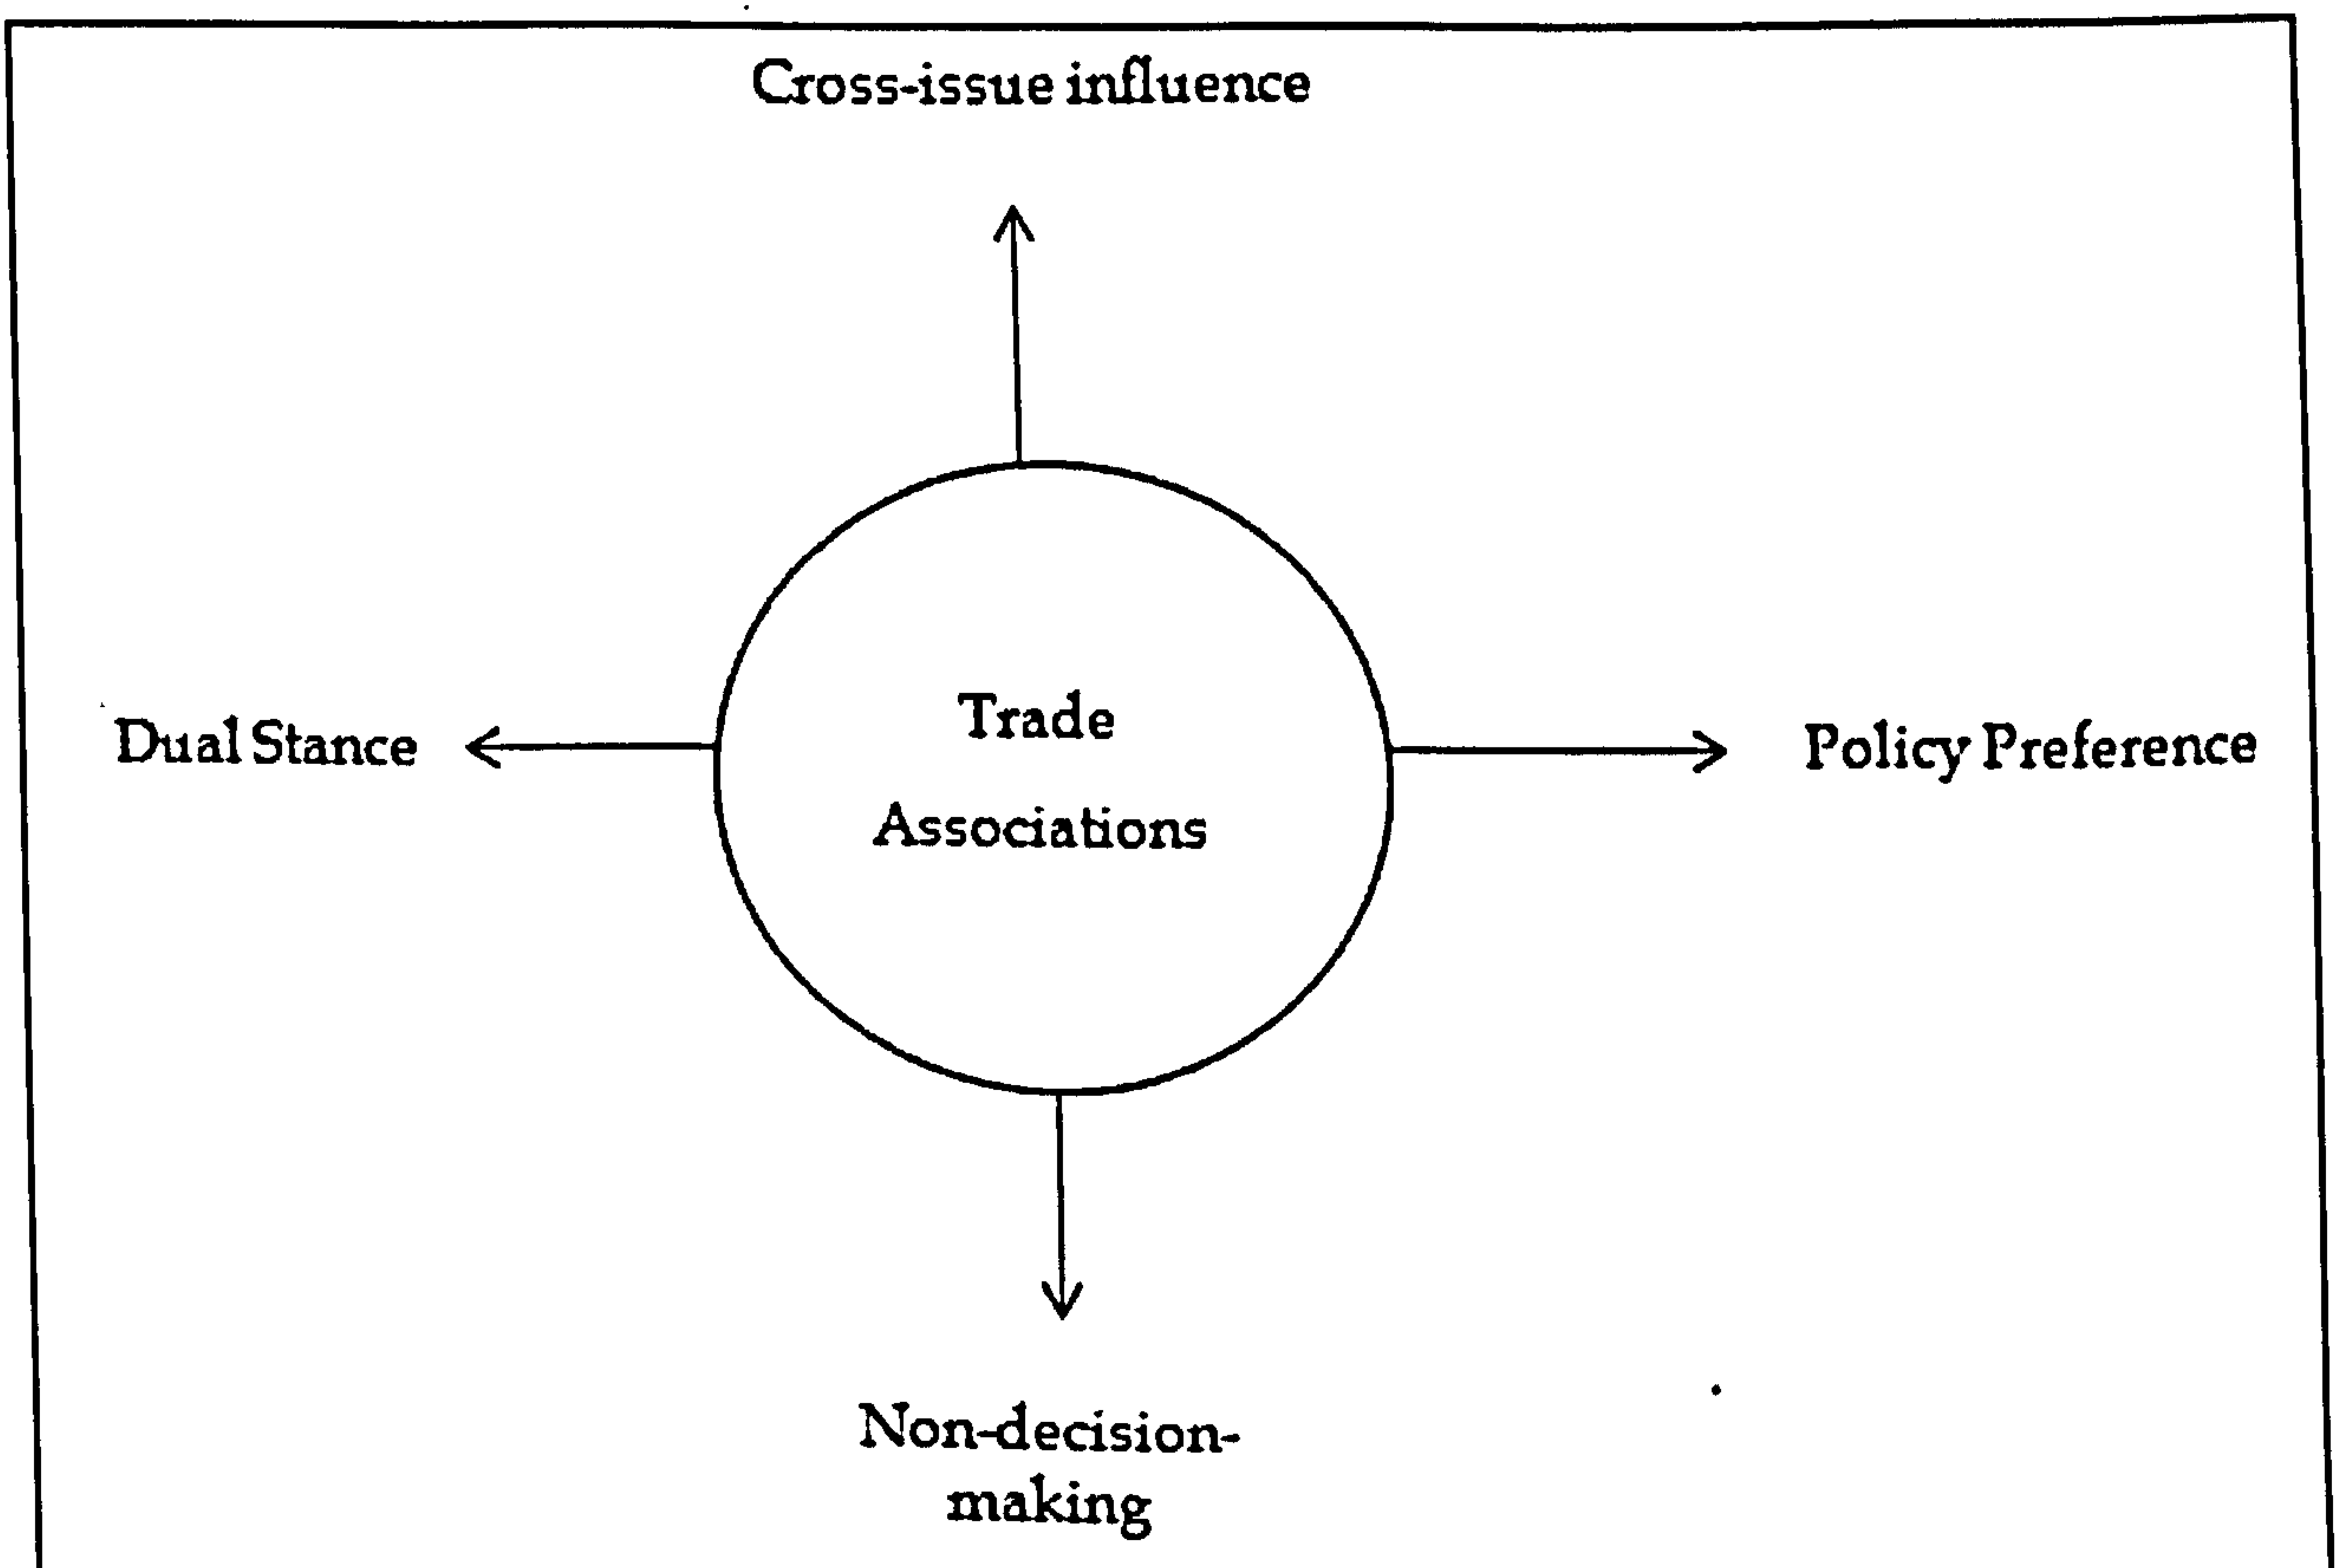 Cross-issue influence
Trade
Dual Stance
Policy Preference
Associations
Non-decision-
making